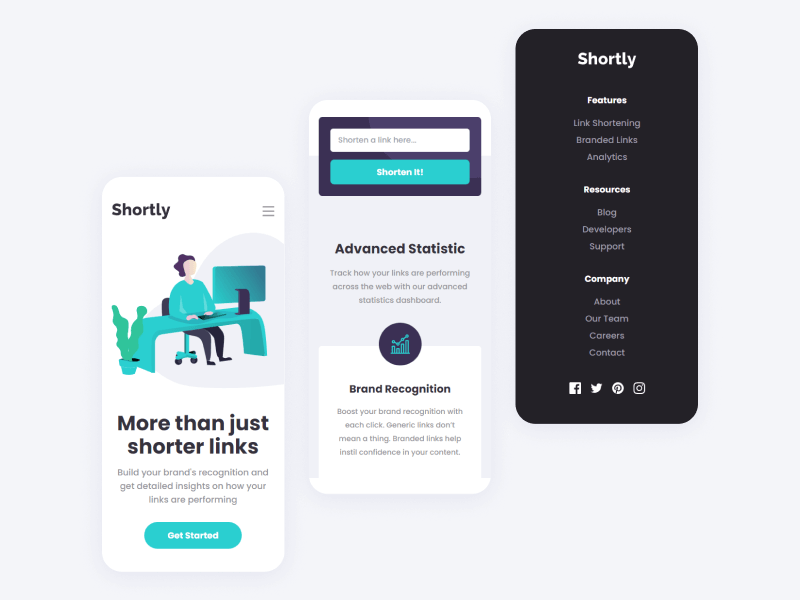 Shortly
More than just
shorter links
Build your brand's recognition and
get detailed insights on how your
links are performing
Get Started
Shorten a link here...
Shorten It!
Advanced Statistic
Track how your links are performing
across the web with our advanced
statistics dashboard.
Brand Recognition
Boost your brand recognition with
each click. Generic links don't
mean a thing. Branded links help
instil confidence in your content.
Shortly
Features
Link Shortening
Branded Links
Analytics
Resources
Blog
Developers
Support
Company
About
Our Team
Careers
Contact